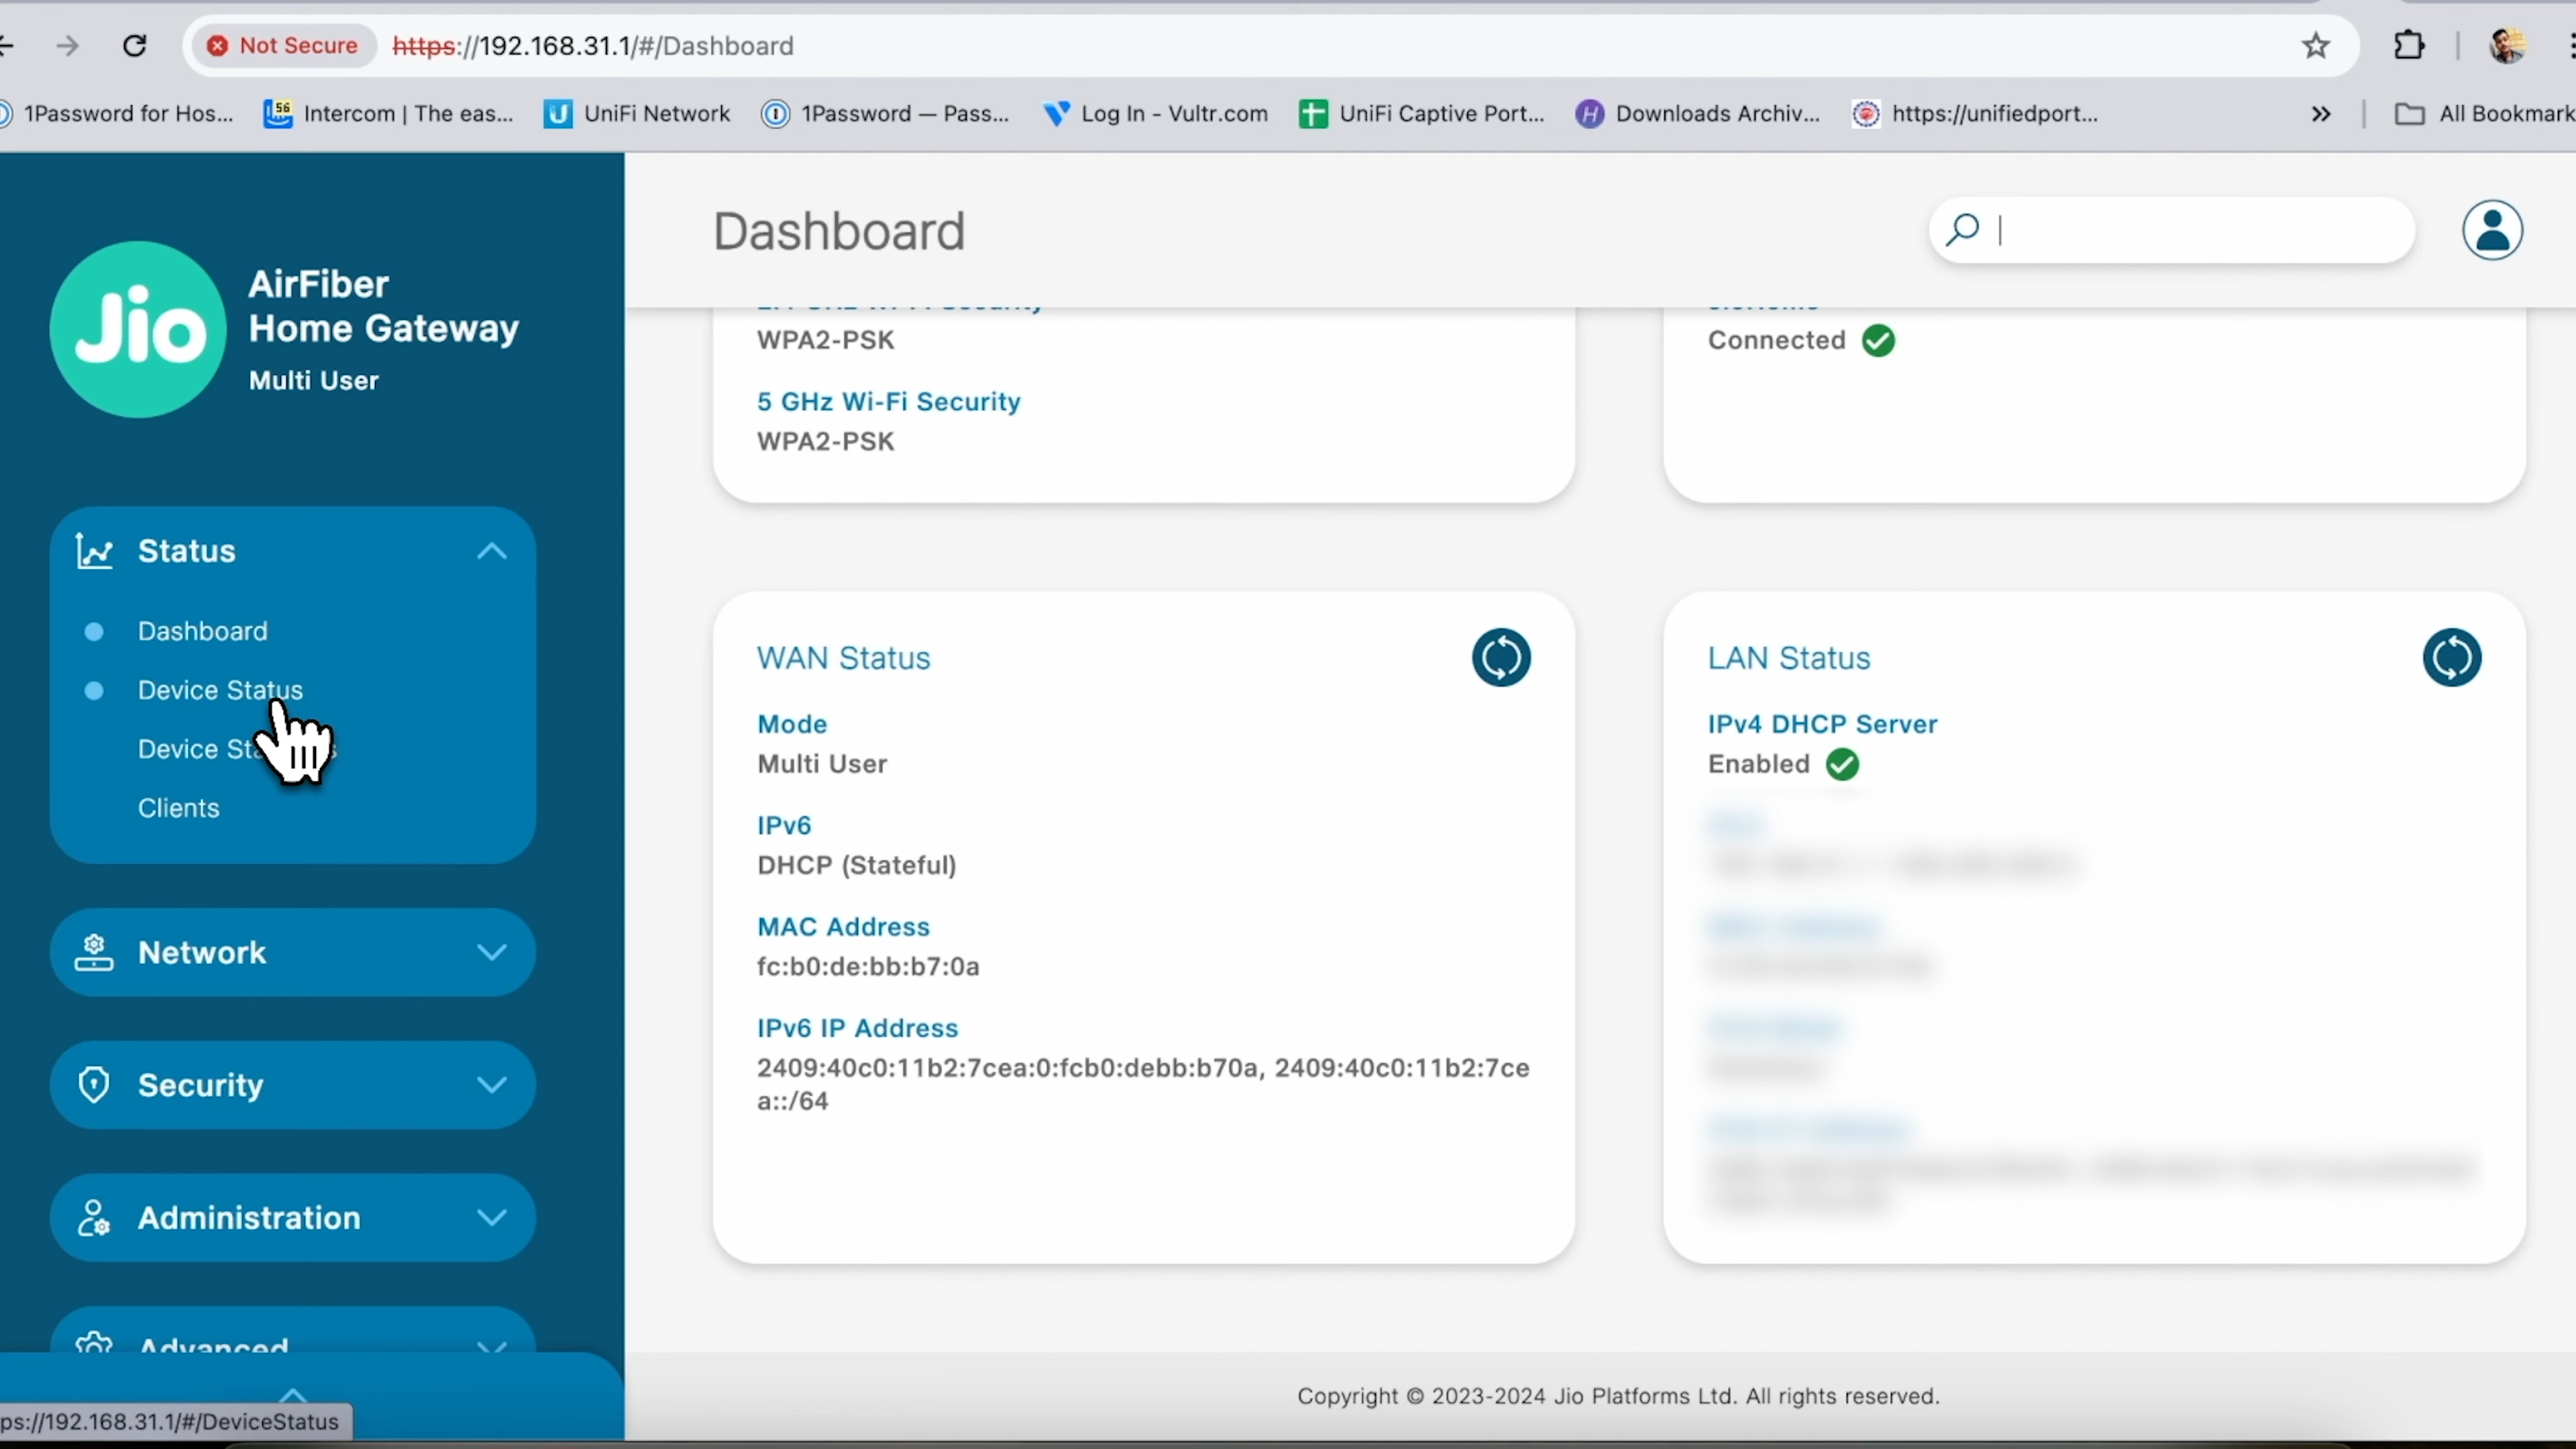 Not Secure https://192.168.31.1/#/Dashboard
1Password for Hos... Intercom | The eas... UniFi Network 1Password — Pass... Log In - Vultr.com UniFi Captive Port... Downloads Archiv... https://unifiedport... » All Bookmark
Jio
AirFiber
Home Gateway
Multi User
Status
Dashboard
Device Status
Device
Clients
Network
Security
Administration
Advanced
ps://192.168.31.1/#/DeviceStatus
Dashboard
WPA2-PSK
5 GHz Wi-Fi Security
WPA2-PSK
Connected
WAN Status
Mode
Multi User
IPv6
DHCP (Stateful)
MAC Address
fc:b0:de:bb:b7:0a
IPv6 IP Address
2409:40c0:11b2:7cea:0:fcb0:debb:b70a, 2409:40c0:11b2:7ce
a::/64
LAN Status
IPv4 DHCP Server
Enabled
Copyright © 2023-2024 Jio Platforms Ltd. All rights reserved.